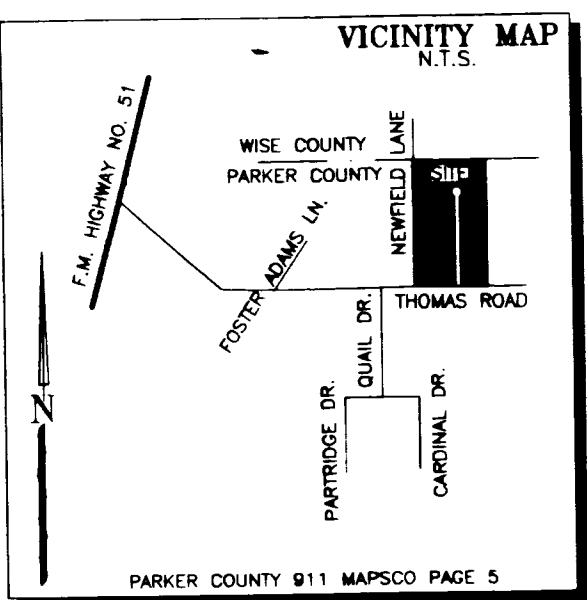 VICINITY MAP
N.T.S.
F.M. HIGHWAY NO. 51
WISE COUNTY
PARKER COUNTY
NEWFIELD LANE
SITE
FOSTER ADAMS LN.
THOMAS ROAD
QUAIL DR.
PARTRIDGE DR.
CARDINAL DR.
N
PARKER COUNTY 911 MAPSCO PAGE 5